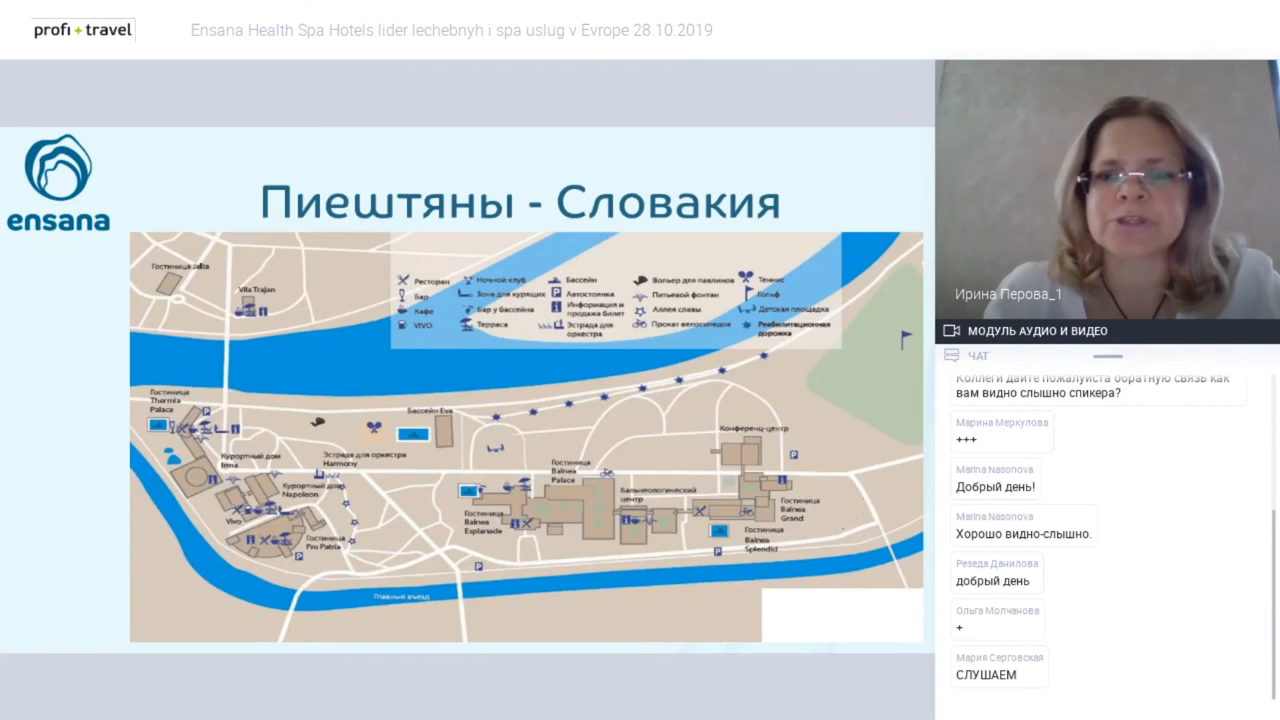 profi + travel
Ensana Health Spa Hotels lider lechebnyh i spa uslug v Evrope 28.10.2019
ensana
Пиештяны - Словакия
Гостиница Jalta
Vila Trajan
Ресторан
Бар
Кафе
VIVO
Ночной клуб
Зона для курящих
Бар у бассейна
Терраса
Бассейн
Автостоянка
Информация и
продажа билет
Эстрада для
оркестра
Вольер для павлинов
Питьевой фонтан
Аллея славы
Прокат велосипедов
Теннис
Гольф
Детская площадка
Реабилитационная
дорожка
Гостиница
Thermia
Palace
Бассейн Eva
Курортный дом
Irma
Эстрада для оркестра
Harmony
Курортный дом
Napoleon
Vivo
Гостиница
Pro Patria
Гостиница
Balnea
Palace
Гостиница
Balnea
Esplanade
Бальнеологический
центр
Конференц-центр
Гостиница
Balnea
Grand
Гостиница
Balnea
Splendid
Главный въезд
Ирина Перова_1
МОДУЛЬ АУДИО И ВИДЕО
ЧАТ
Коллеги дайте пожалуиста обратную связь как
вам видно слышно спикера?
Марина Меркулова
+++
Marina Nasonova
Добрый день!
Marina Nasonova
Хорошо видно-слышно.
Резеда Данилова
добрый день
Ольга Молчанова
+
Мария Серговская
СЛУШАЕМ